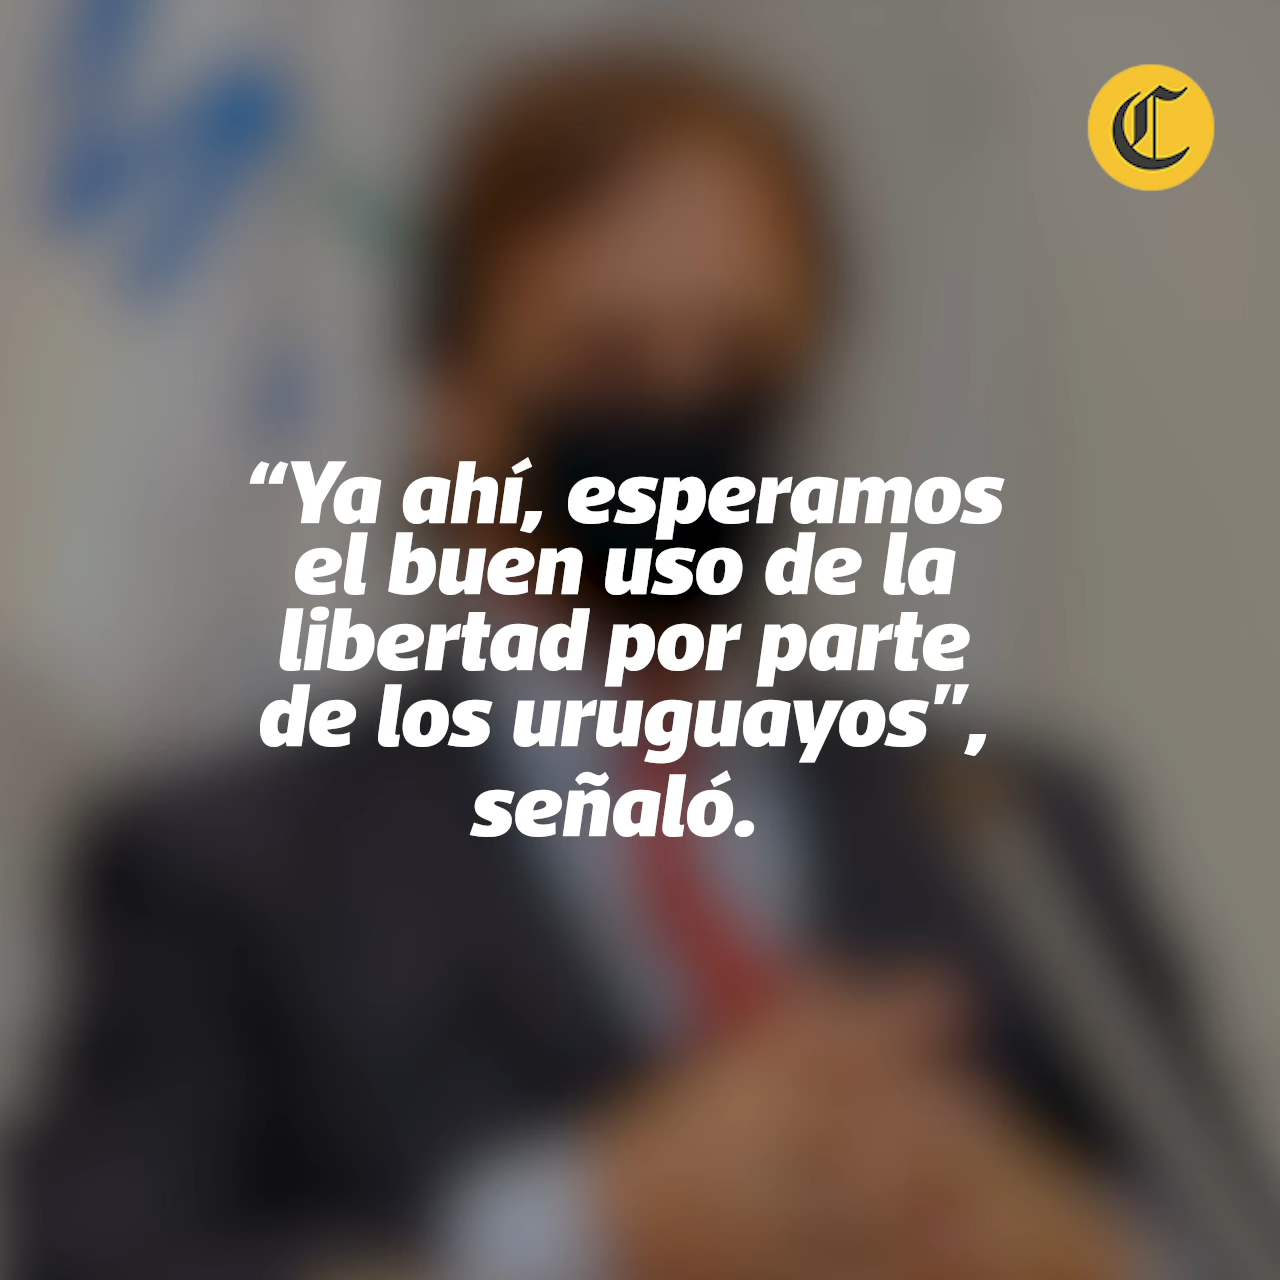 “Ya ahí, esperamos
el buen uso de la
libertad por parte
de los uruguayos”,
señaló.
C